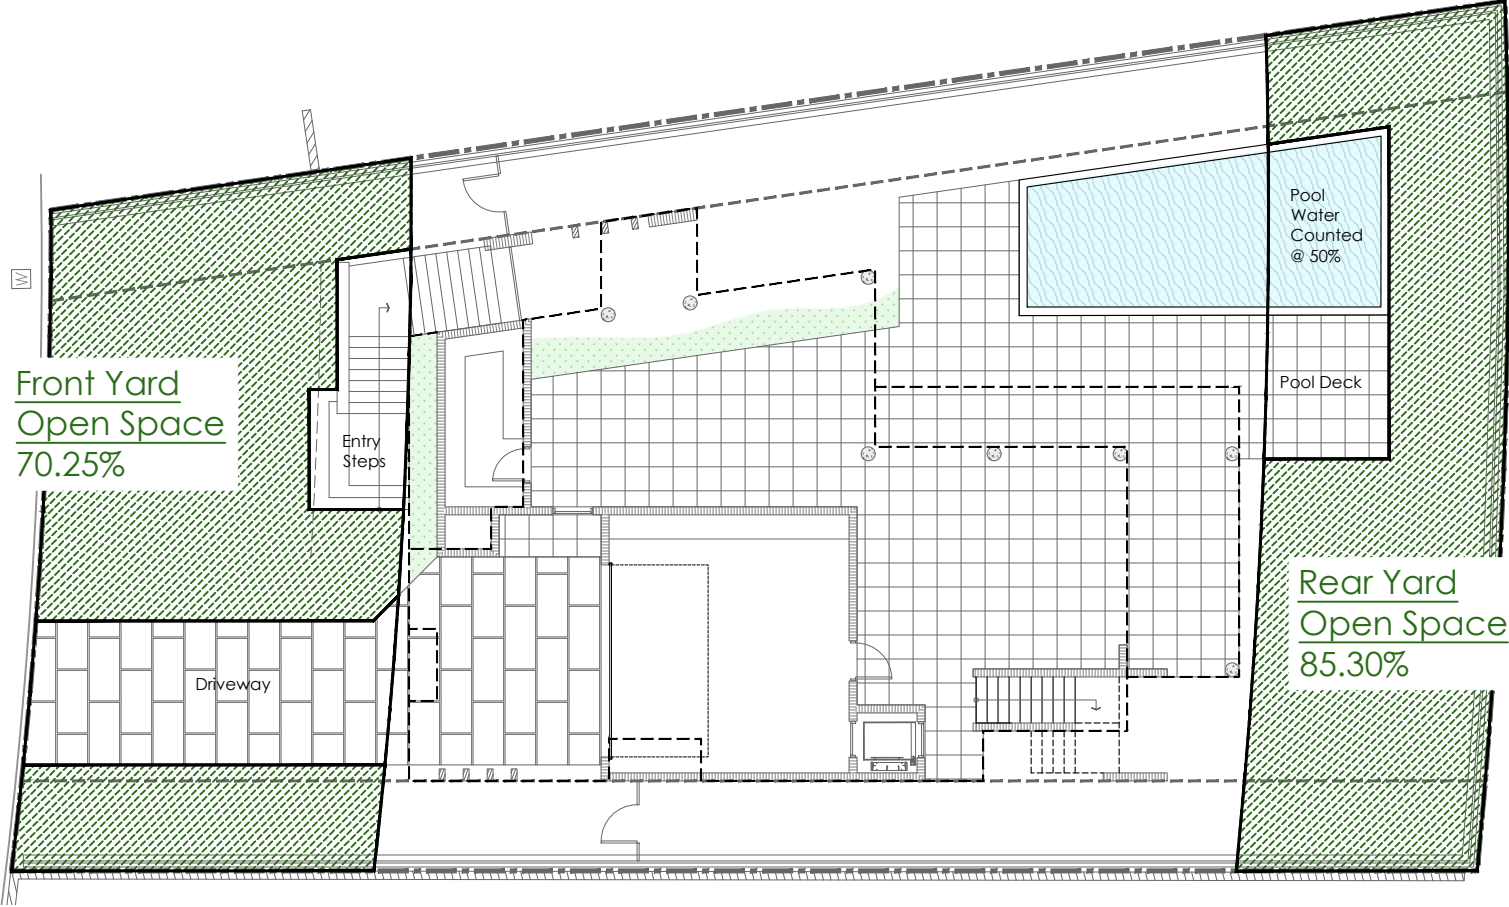 W
Front Yard
Open Space
70.25%
Entry
Steps
Driveway
Pool
Water
Counted
@ 50%
Pool Deck
Rear Yard
Open Space
85.30%